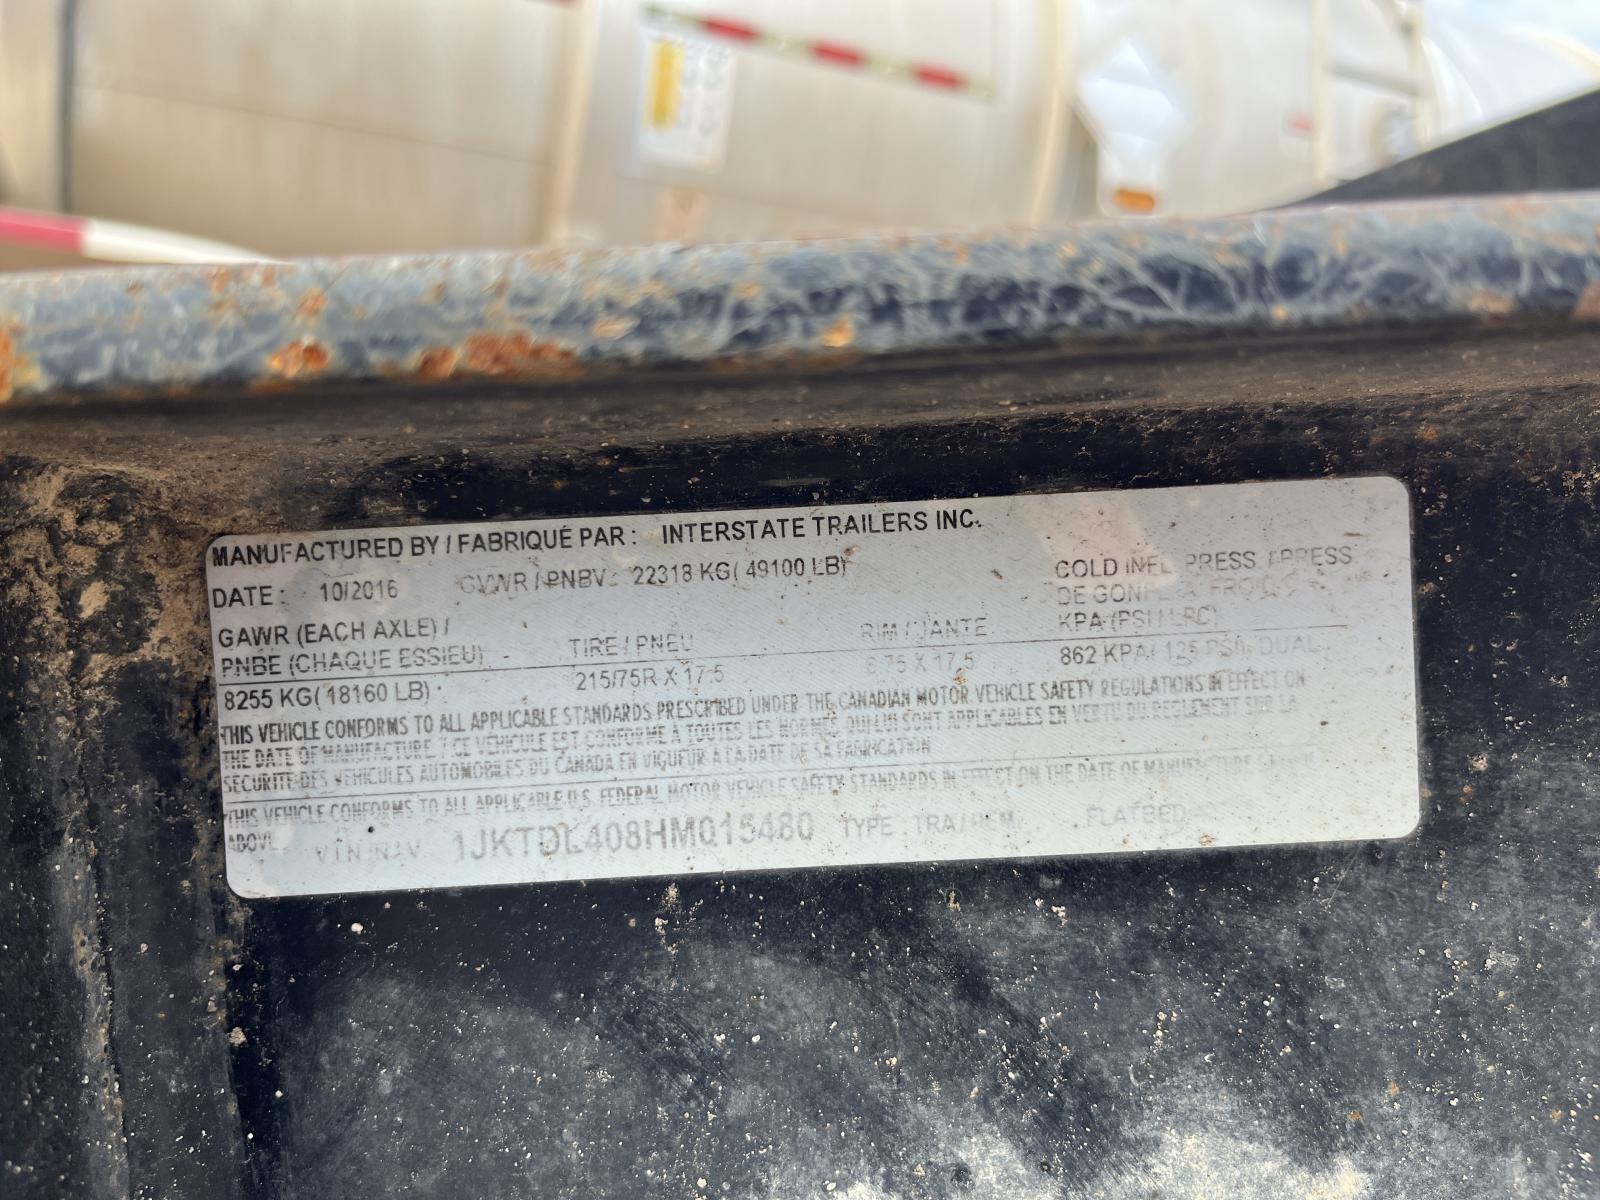 MANUFACTURED BY / FABRIQUÉ PAR : INTERSTATE TRAILERS INC.
DATE : 10/2016 GVWR / PNBV : 22318 KG( 49100 LB)
COLD INFL PRESS / PRESS
DE GONFL A FROID
GAWR (EACH AXLE) /
PNBE (CHAQUE ESSIEU) TIRE / PNEU RIM / JANTE KPA (PSI / LPC)
8255 KG( 18160 LB) 215/75R X 17.5 6.75 X 17.5 862 KPA( 125 PSI) DUAL
THIS VEHICLE CONFORMS TO ALL APPLICABLE STANDARDS PRESCRIBED UNDER THE CANADIAN MOTOR VEHICLE SAFETY REGULATIONS IN EFFECT ON
THE DATE OF MANUFACTURE / CE VÉHICULE EST CONFORME À TOUTES LES NORMES QUI LUI SONT APPLICABLES EN VERTU DU REGLEMENT SUR LA
SÉCURITÉ DES VÉHICULES AUTOMOBILES DU CANADA EN VIGUEUR A LA DATE DE SA FABRICATION
THIS VEHICLE CONFORMS TO ALL APPLICABLE U.S. FEDERAL MOTOR VEHICLE SAFETY STANDARDS IN EFFECT ON THE DATE OF MANUFACTURE SHOWN
ABOVE
V.I.N./N.I.V. 1JKTDL408HM015480 TYPE TRA/REM FLATBED